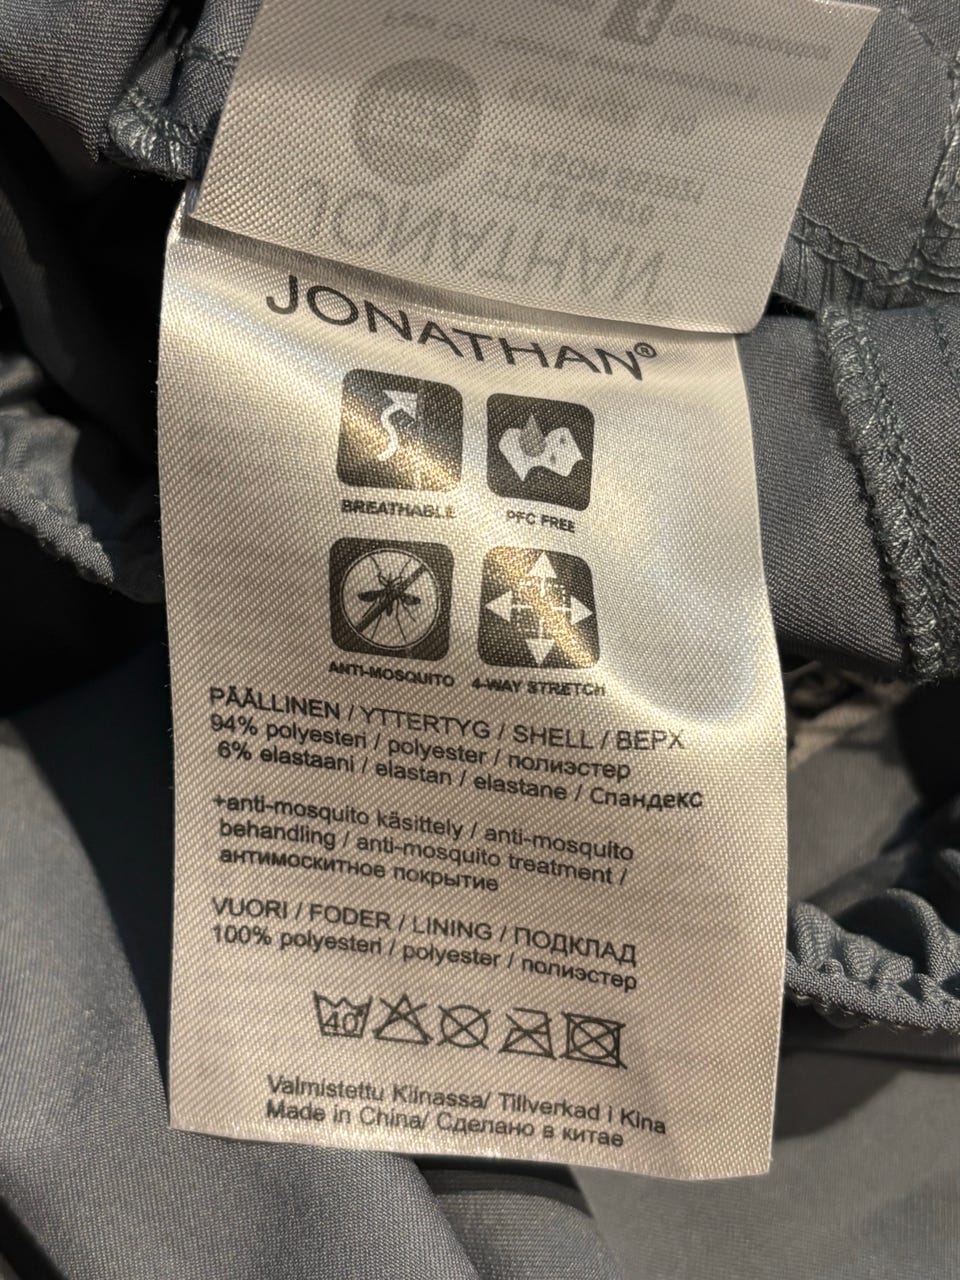 JONATHAN
JONATHAN®
BREATHABLE
PFC FREE
ANTI-MOSQUITO
4-WAY STRETCH
PÄÄLLINEN / YTTERTYG / SHELL / ВЕРХ
94% polyesteri / polyester / полиэстер
6% elastaani / elastan / elastane / Спандекс
+anti-mosquito käsittely / anti-mosquito
behandling / anti-mosquito treatment /
антимоскитное покрытие
VUORI / FODER / LINING / ПОДКЛАД
100% polyesteri / polyester / полиэстер
40
Valmistettu Kiinassa/ Tillverkad i Kina
Made in China/ Сделано в китае